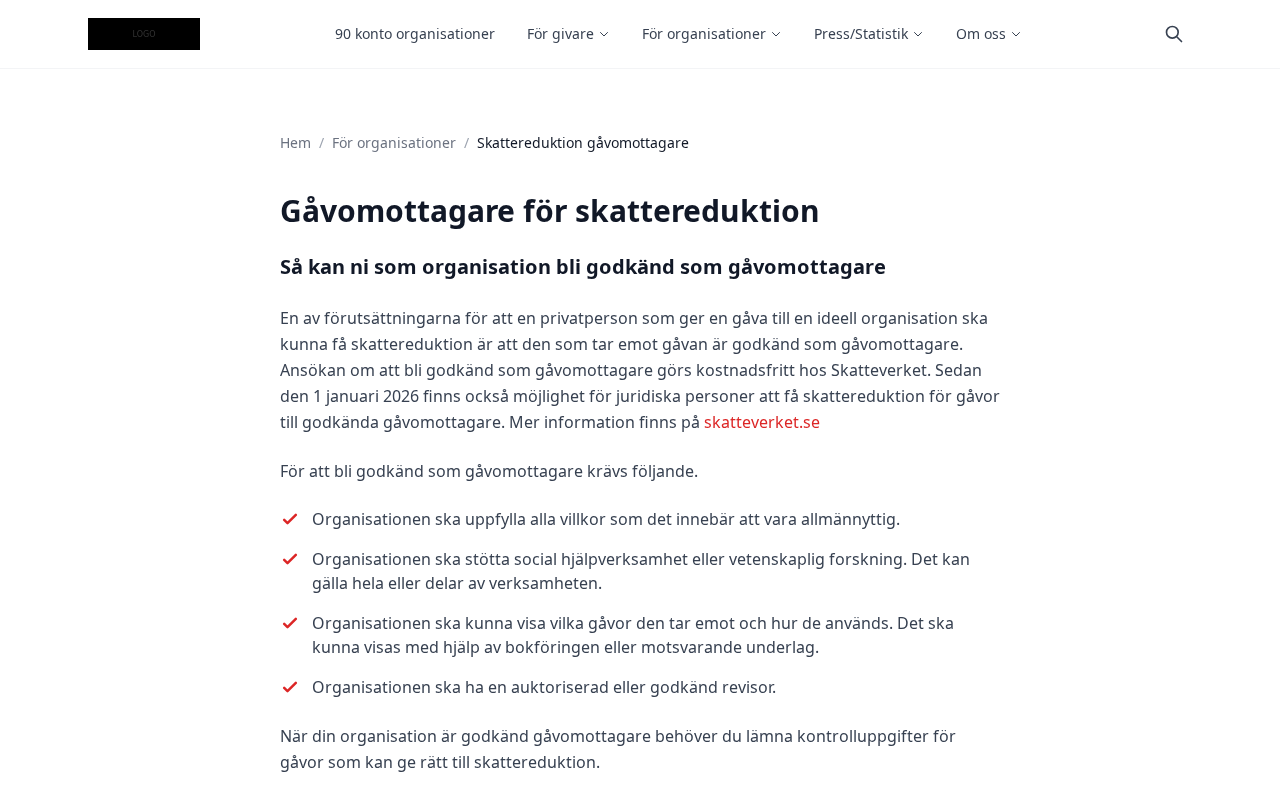 LOGO
90 konto organisationer
För givare
För organisationer
Press/Statistik
Om oss
Hem / För organisationer / Skattereduktion gåvomottagare
Gåvomottagare för skattereduktion
Så kan ni som organisation bli godkänd som gåvomottagare
En av förutsättningarna för att en privatperson som ger en gåva till en ideell organisation ska
kunna få skattereduktion är att den som tar emot gåvan är godkänd som gåvomottagare.
Ansökan om att bli godkänd som gåvomottagare görs kostnadsfritt hos Skatteverket. Sedan
den 1 januari 2026 finns också möjlighet för juridiska personer att få skattereduktion för gåvor
till godkända gåvomottagare. Mer information finns på skatteverket.se
För att bli godkänd som gåvomottagare krävs följande.
Organisationen ska uppfylla alla villkor som det innebär att vara allmännyttig.
Organisationen ska stötta social hjälpverksamhet eller vetenskaplig forskning. Det kan
gälla hela eller delar av verksamheten.
Organisationen ska kunna visa vilka gåvor den tar emot och hur de används. Det ska
kunna visas med hjälp av bokföringen eller motsvarande underlag.
Organisationen ska ha en auktoriserad eller godkänd revisor.
När din organisation är godkänd gåvomottagare behöver du lämna kontrolluppgifter för
gåvor som kan ge rätt till skattereduktion.